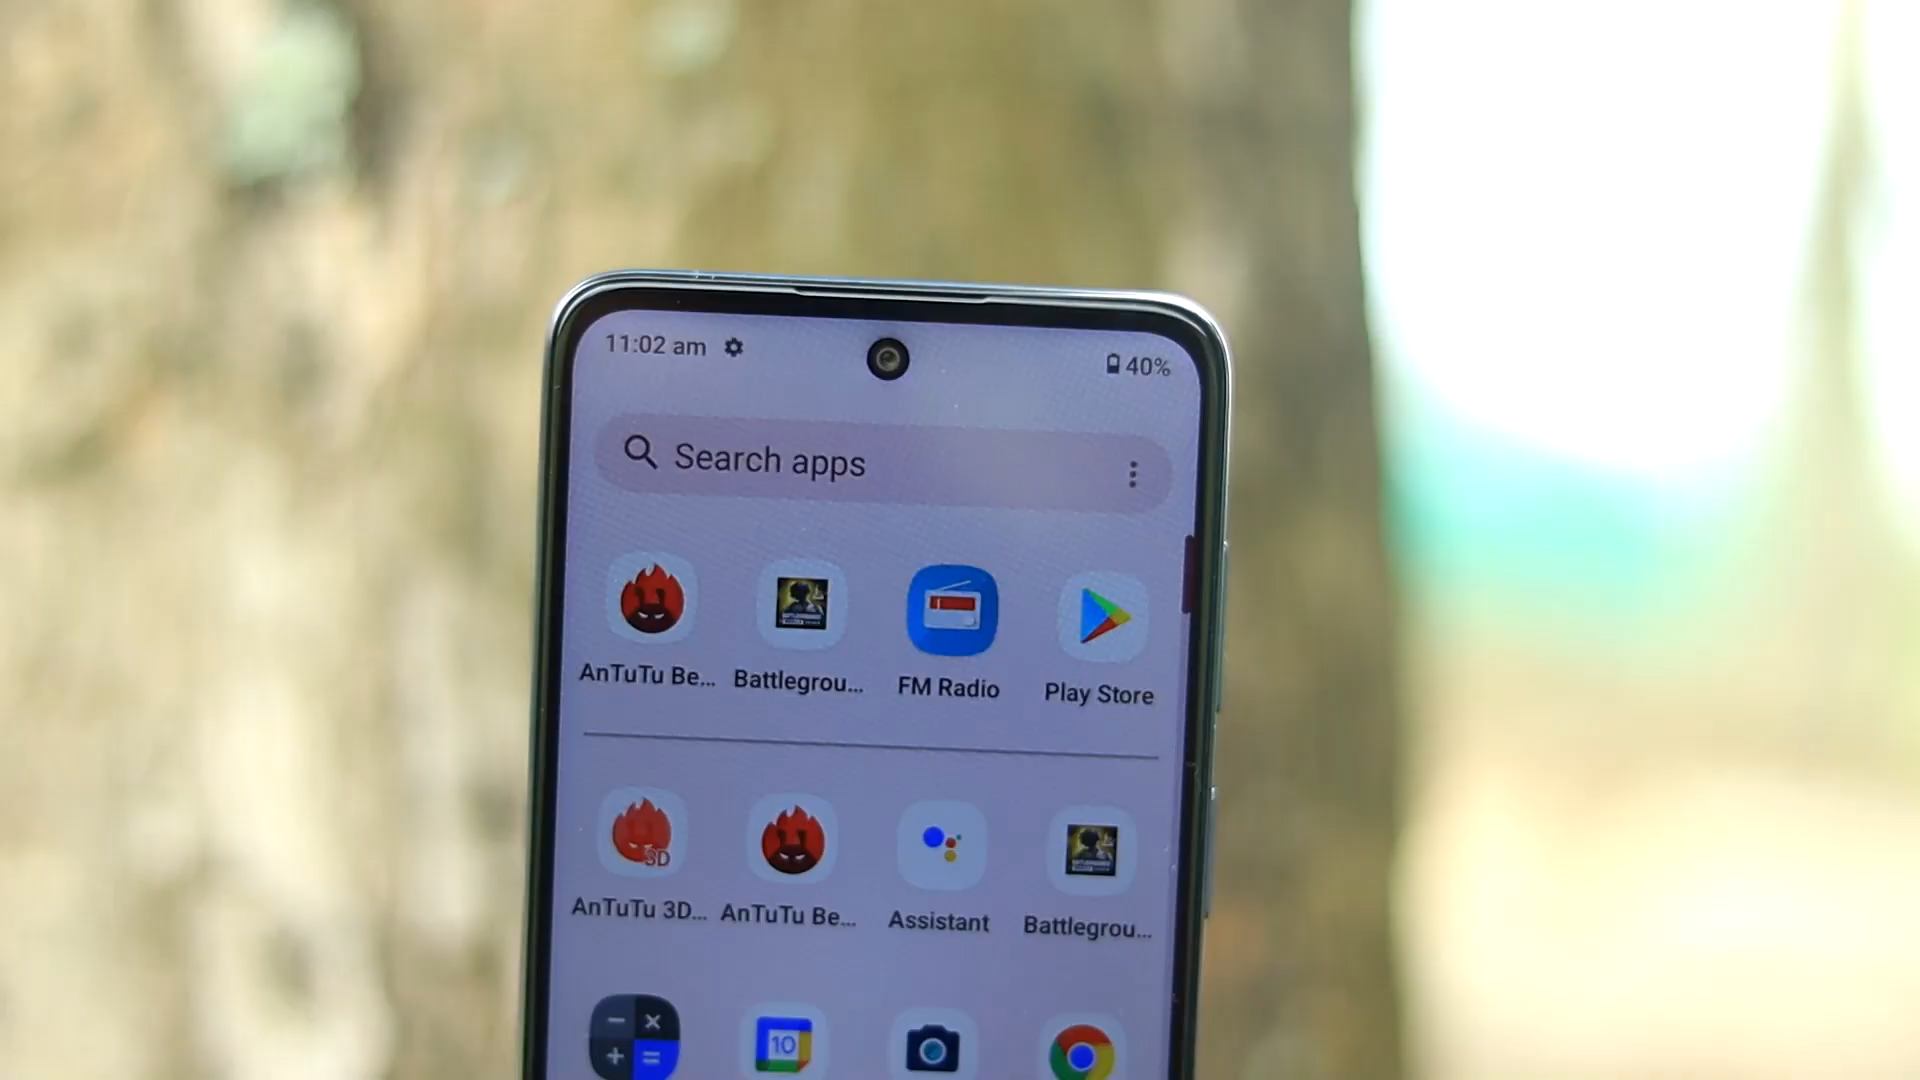 11:02 am
40%
Search apps
AnTuTu Be...
Battlegrou...
FM Radio
Play Store
3D
AnTuTu 3D...
AnTuTu Be...
Assistant
Battlegrou...
− ×
+ =
10